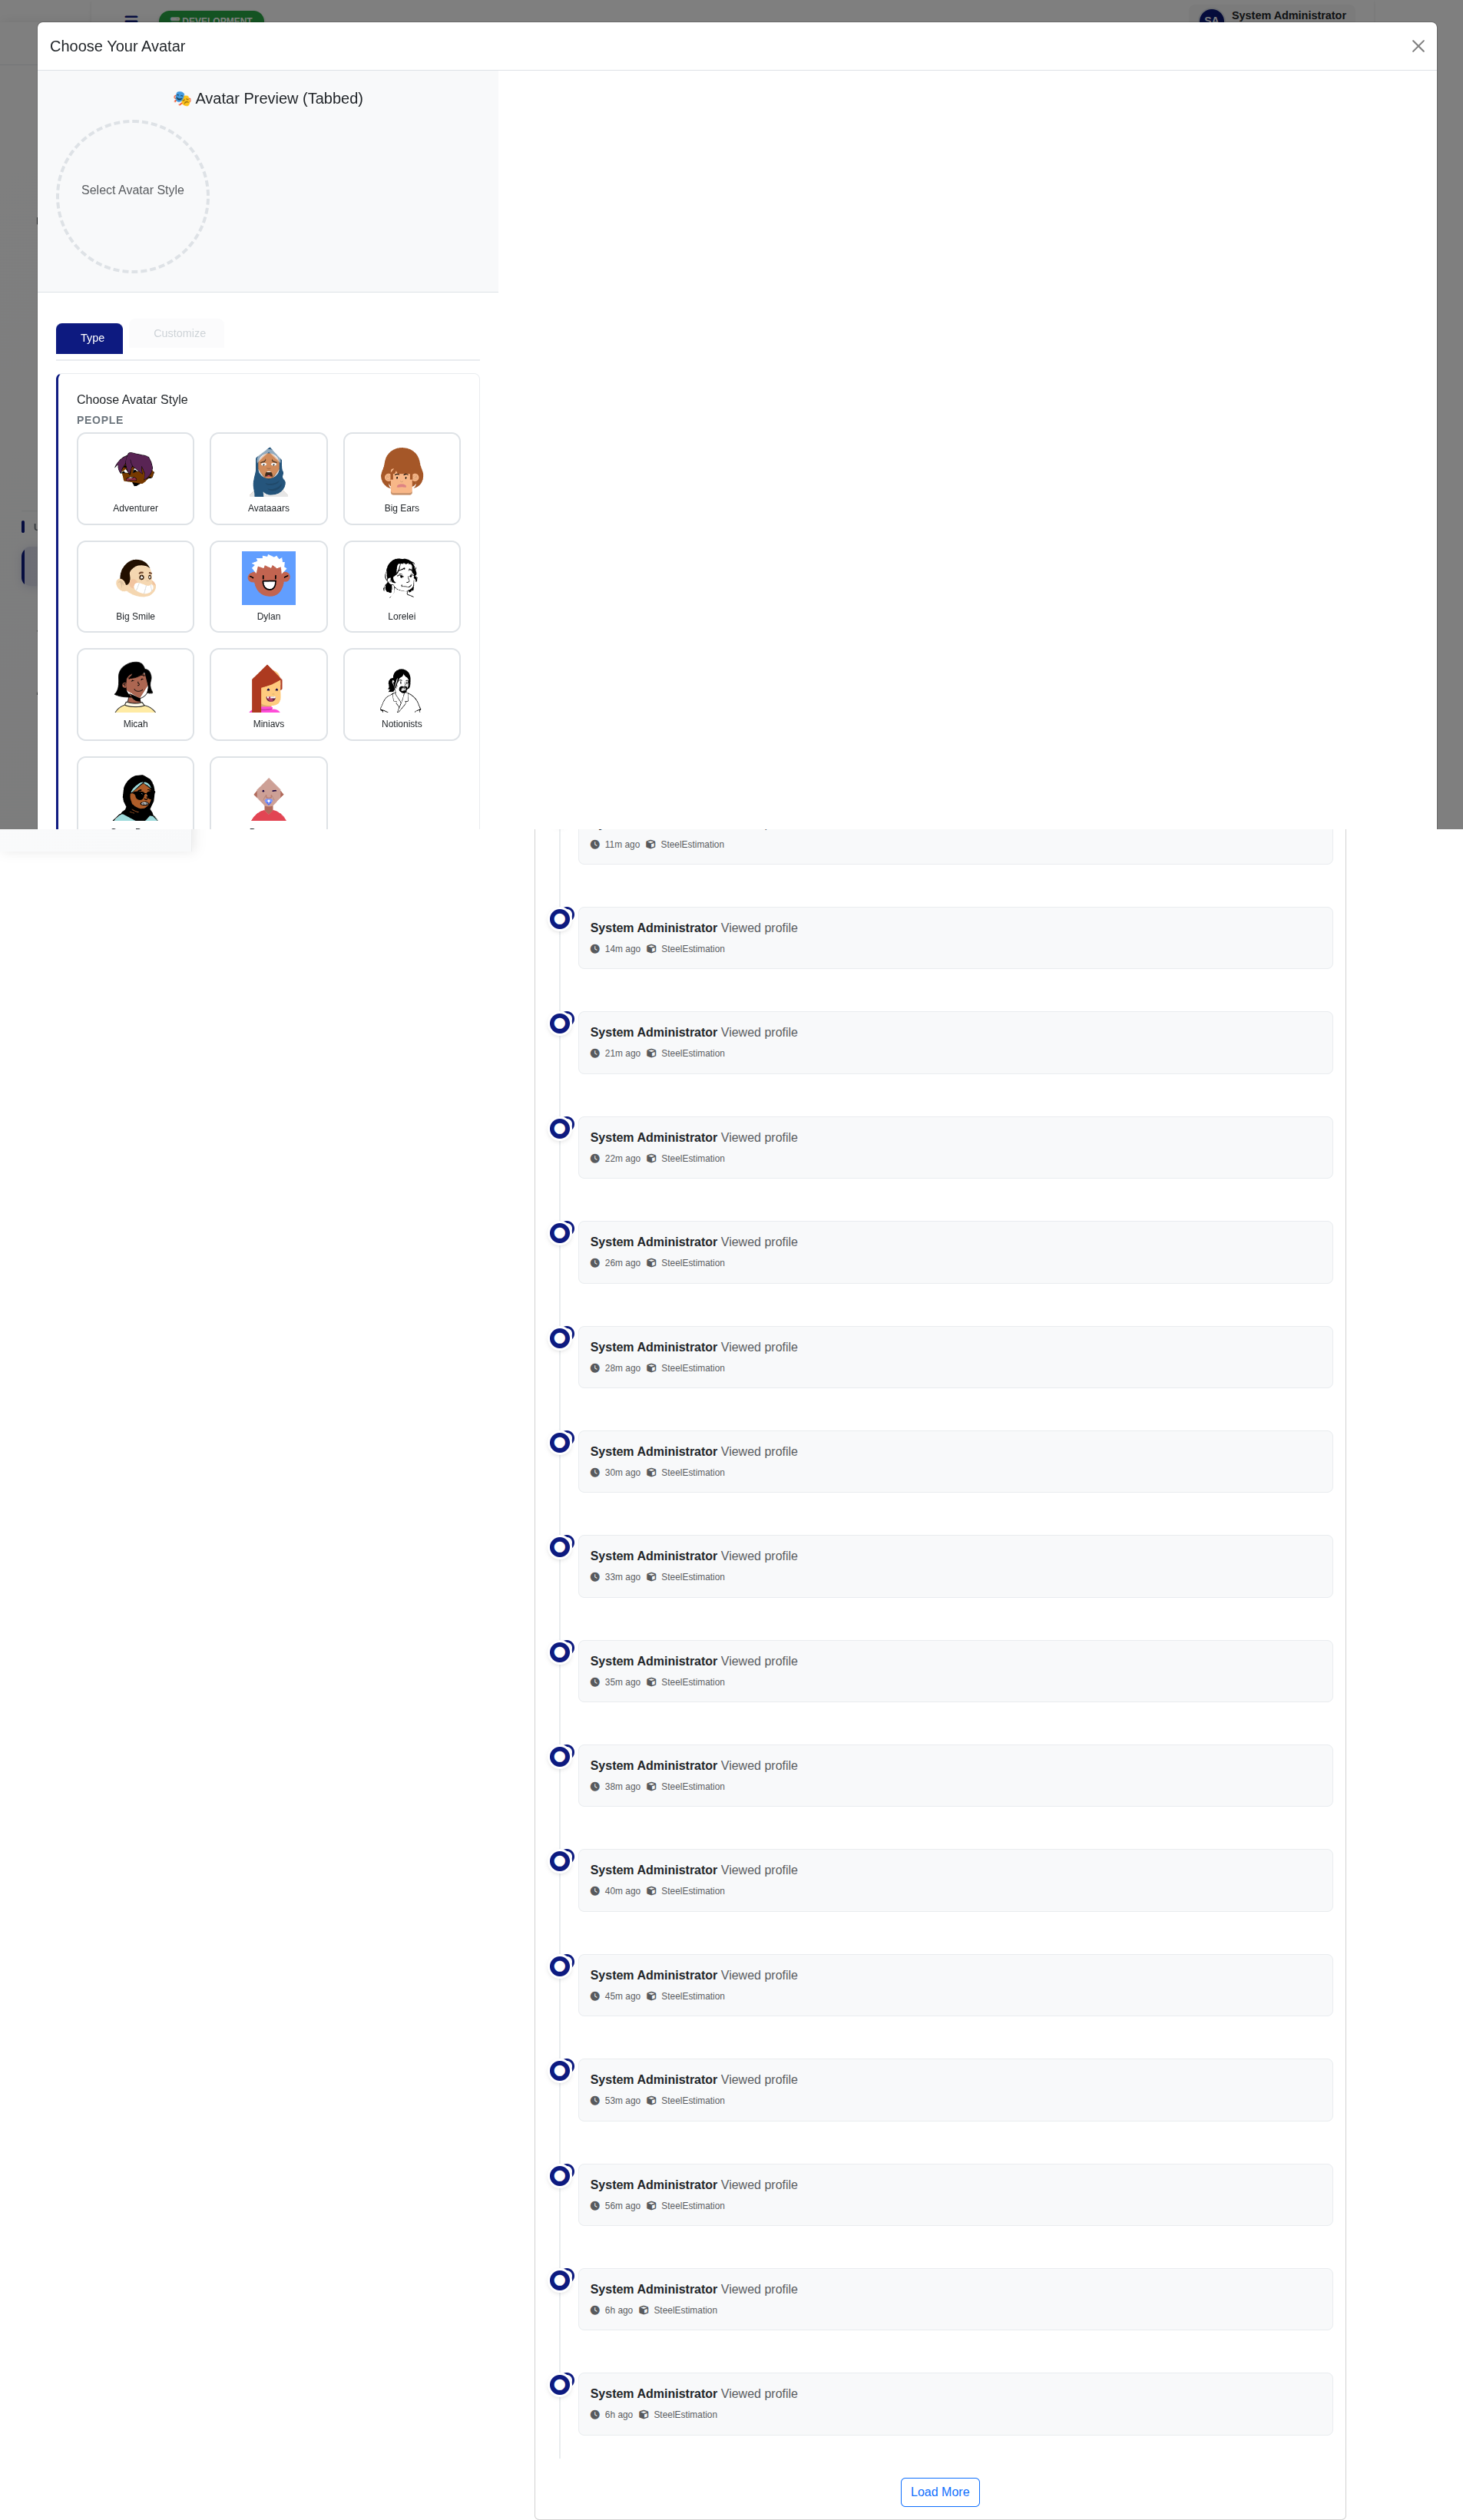 DEVELOPMENT
SA
System Administrator
Choose Your Avatar
Avatar Preview (Tabbed)
Select Avatar Style
Type
Customize
Choose Avatar Style
PEOPLE
Adventurer
Avataaars
Big Ears
Big Smile
Dylan
Lorelei
Micah
Miniavs
Notionists
11m ago SteelEstimation
System Administrator Viewed profile
14m ago SteelEstimation
System Administrator Viewed profile
21m ago SteelEstimation
System Administrator Viewed profile
22m ago SteelEstimation
System Administrator Viewed profile
26m ago SteelEstimation
System Administrator Viewed profile
28m ago SteelEstimation
System Administrator Viewed profile
30m ago SteelEstimation
System Administrator Viewed profile
33m ago SteelEstimation
System Administrator Viewed profile
35m ago SteelEstimation
System Administrator Viewed profile
38m ago SteelEstimation
System Administrator Viewed profile
40m ago SteelEstimation
System Administrator Viewed profile
45m ago SteelEstimation
System Administrator Viewed profile
53m ago SteelEstimation
System Administrator Viewed profile
56m ago SteelEstimation
System Administrator Viewed profile
6h ago SteelEstimation
System Administrator Viewed profile
6h ago SteelEstimation
Load More